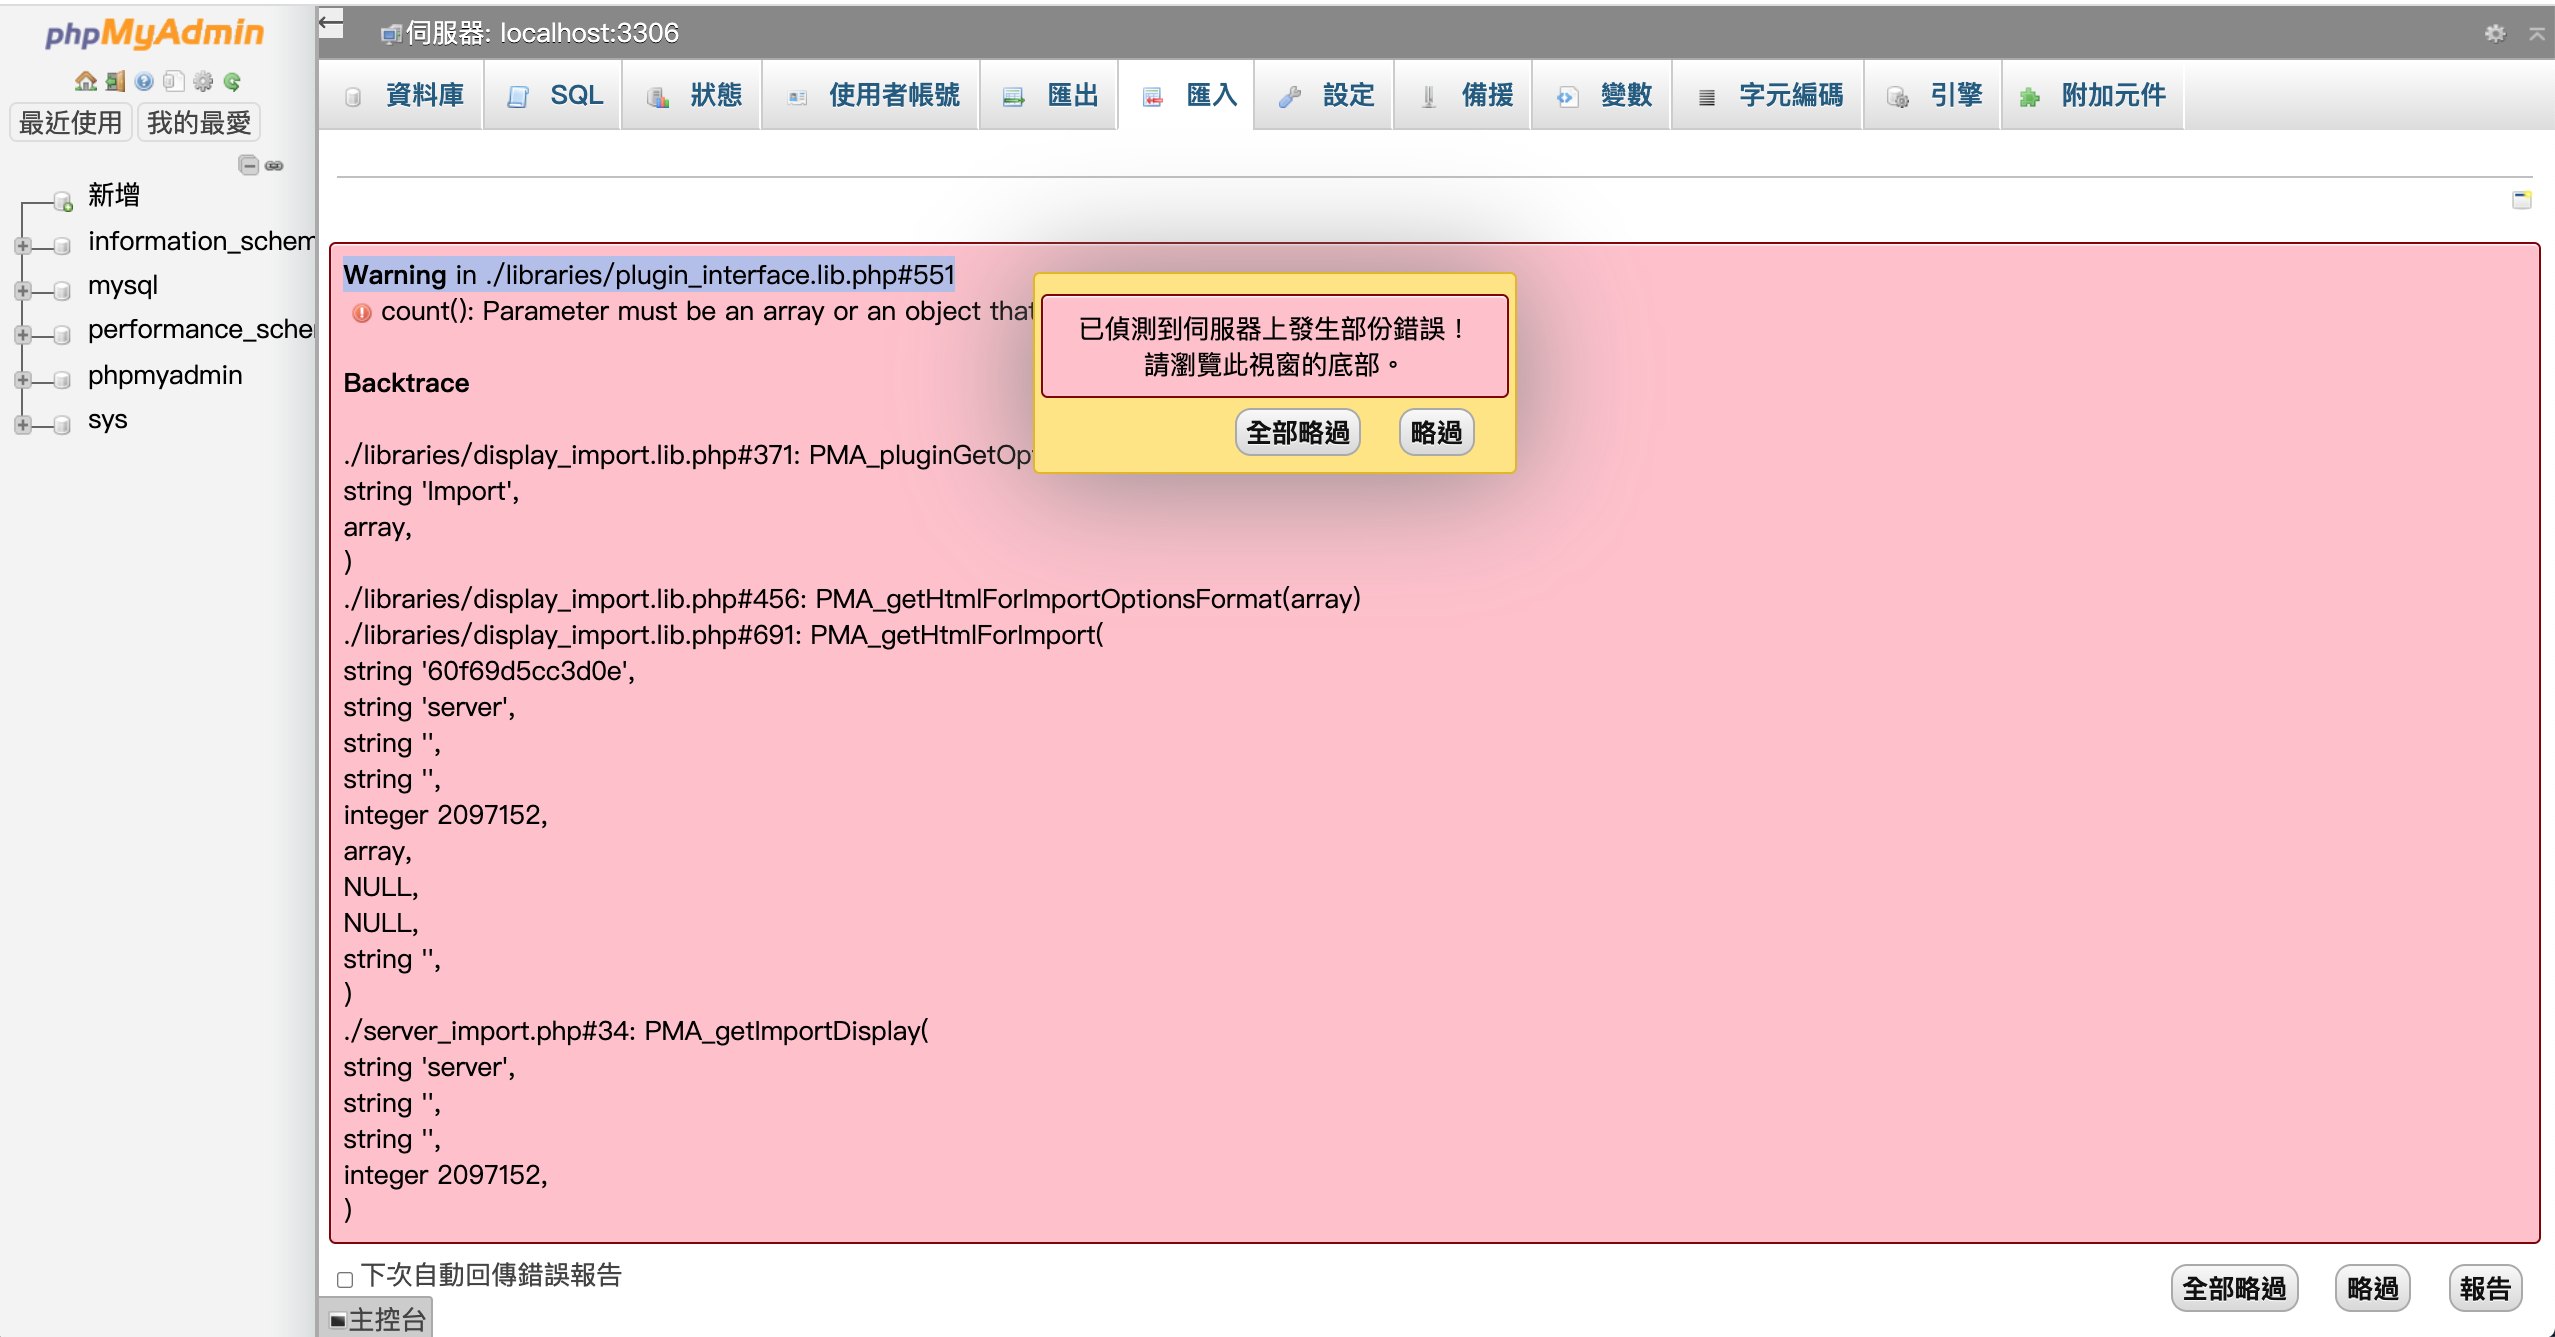 phpMyAdmin
最近使用 我的最愛
新增
information_schem
mysql
performance_sche
phpmyadmin
sys
伺服器: localhost:3306
資料庫 SQL 狀態 使用者帳號 匯出 匯入 設定 備援 變數 字元編碼 引擎 附加元件
Warning in ./libraries/plugin_interface.lib.php#551
count(): Parameter must be an array or an object that
Backtrace
./libraries/display_import.lib.php#371: PMA_pluginGetOp
string 'Import',
array,
)
./libraries/display_import.lib.php#456: PMA_getHtmlForImportOptionsFormat(array)
./libraries/display_import.lib.php#691: PMA_getHtmlForImport(
string '60f69d5cc3d0e',
string 'server',
string '',
string '',
integer 2097152,
array,
NULL,
NULL,
string '',
)
./server_import.php#34: PMA_getImportDisplay(
string 'server',
string '',
string '',
integer 2097152,
)
已偵測到伺服器上發生部份錯誤！
請瀏覽此視窗的底部。
全部略過 略過
下次自動回傳錯誤報告
全部略過 略過 報告
主控台